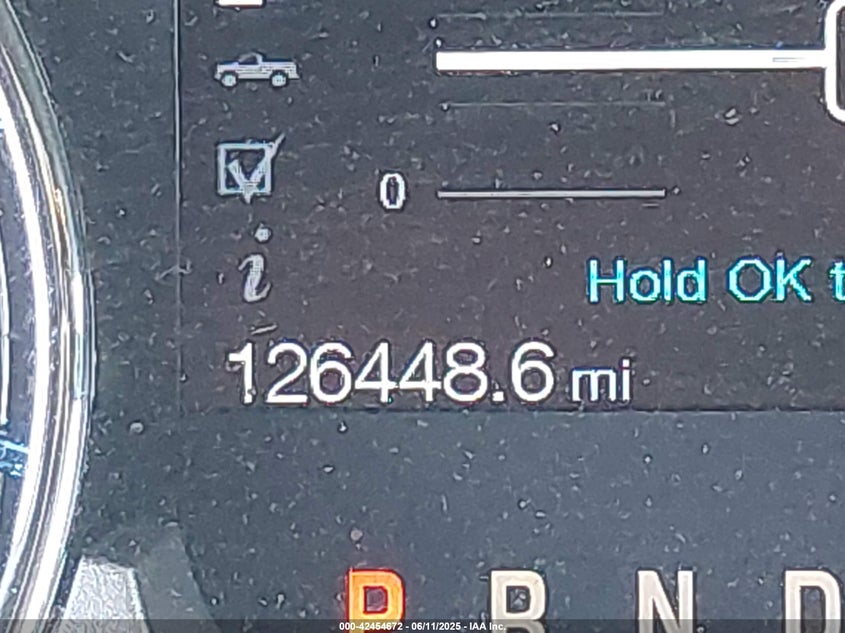 0
Hold OK t
126448.6 mi
P R N D
000-42454672 - 06/11/2025 - IAA Inc.